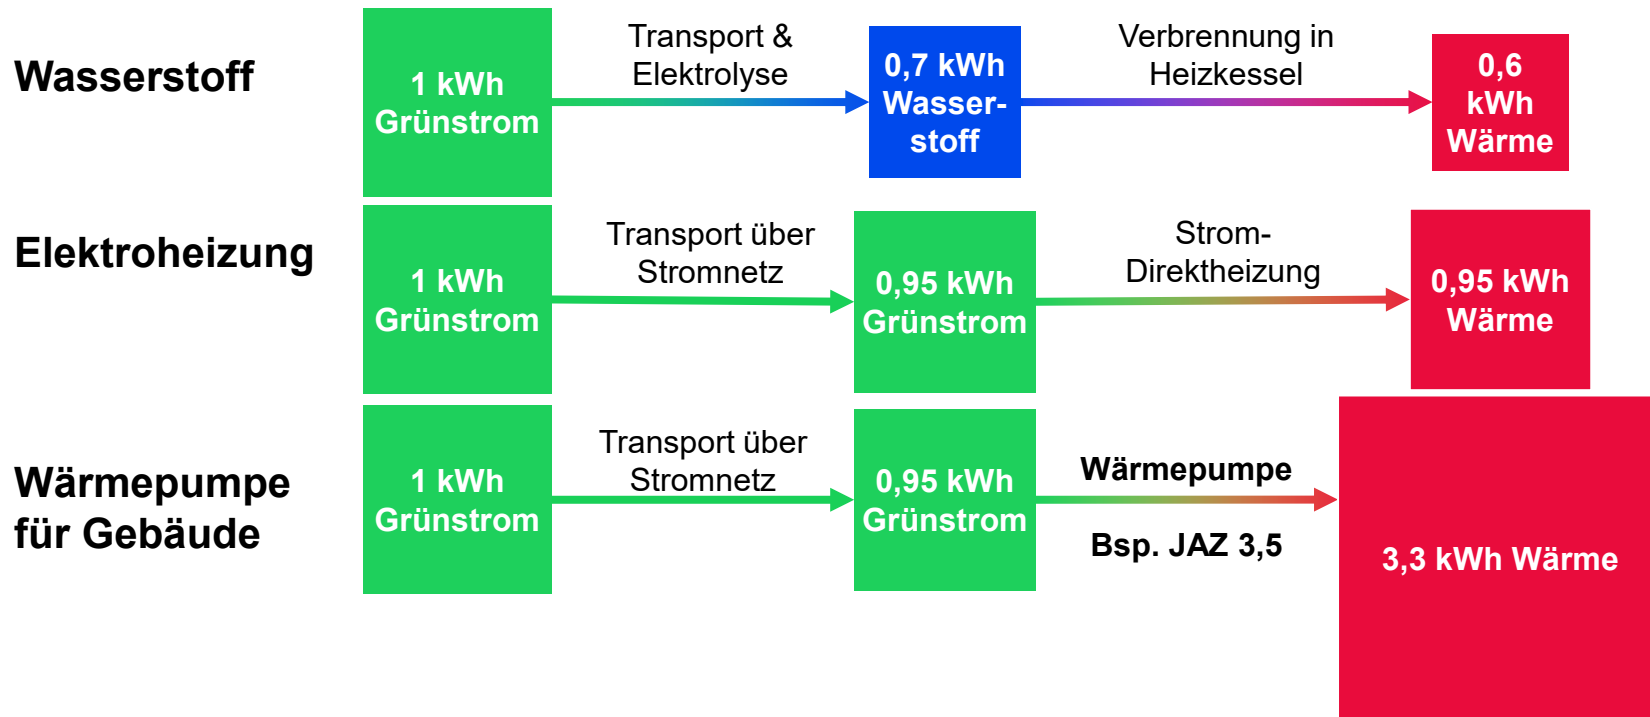 Wasserstoff
1 kWh
Grünstrom
Transport &
Elektrolyse
0,7 kWh
Wasser-
stoff
Verbrennung in
Heizkessel
0,6
kWh
Wärme
Elektroheizung
1 kWh
Grünstrom
Transport über
Stromnetz
0,95 kWh
Grünstrom
Strom-
Direktheizung
0,95 kWh
Wärme
Wärmepumpe
für Gebäude
1 kWh
Grünstrom
Transport über
Stromnetz
0,95 kWh
Grünstrom
Wärmepumpe
Bsp. JAZ 3,5
3,3 kWh Wärme